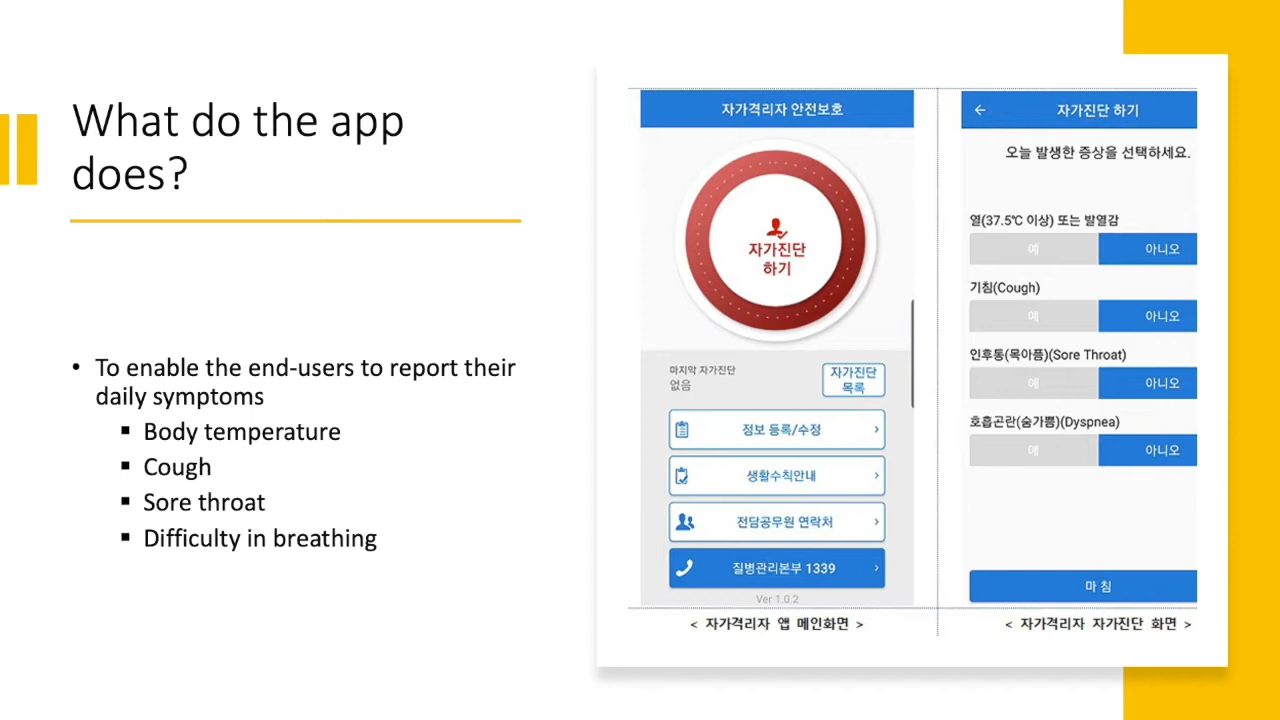 What do the app
does?
• To enable the end-users to report their
daily symptoms
▪ Body temperature
▪ Cough
▪ Sore throat
▪ Difficulty in breathing
자가격리자 안전보호
자가진단
하기
마지막 자가진단
없음
자가진단
목록
정보 등록/수정
생활수칙안내
전담공무원 연락처
질병관리본부 1339
Ver 1.0.2
< 자가격리자 앱 메인화면 >
자가진단 하기
오늘 발생한 증상을 선택하세요.
열(37.5℃ 이상) 또는 발열감
예 아니오
기침(Cough)
예 아니오
인후통(목아픔)(Sore Throat)
예 아니오
호흡곤란(숨가쁨)(Dyspnea)
예 아니오
마 침
< 자가격리자 자가진단 화면 >